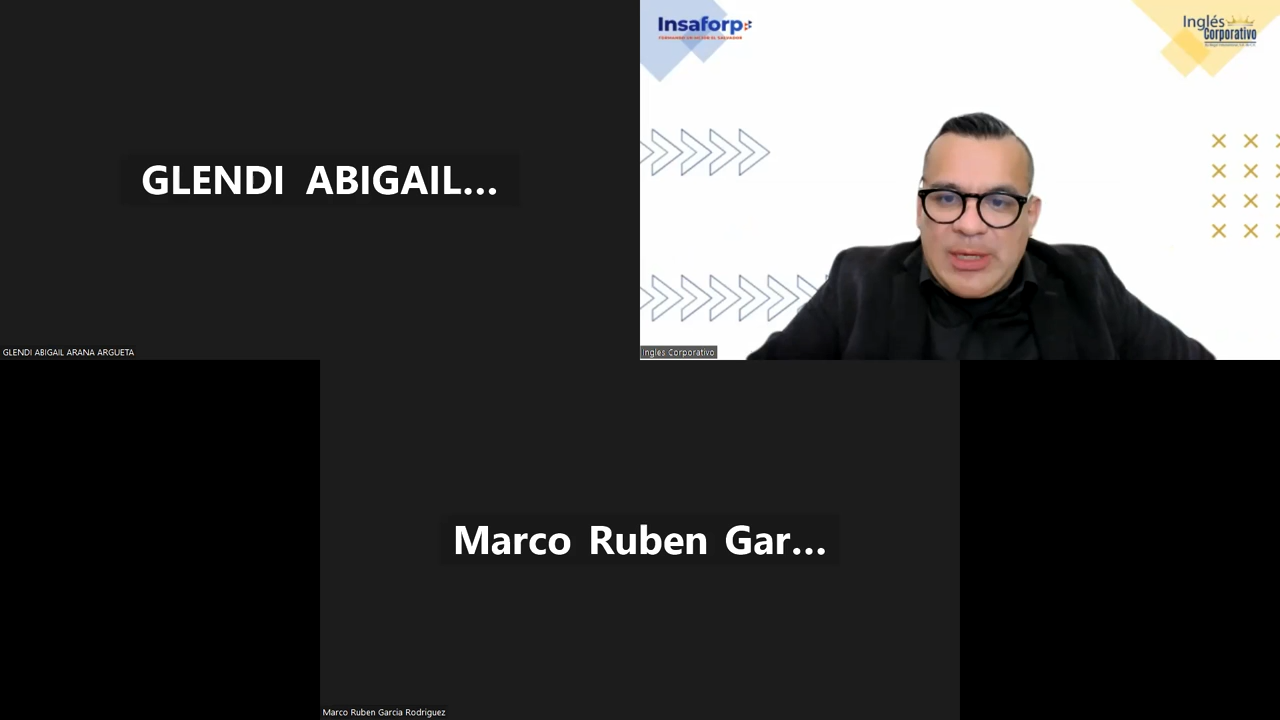 GLENDI ABIGAIL...
GLENDI ABIGAIL ARANA ARGUETA
Insaforp
Inglés
Corporativo
Ingles Corporativo
Marco Ruben Gar...
Marco Ruben Garcia Rodriguez